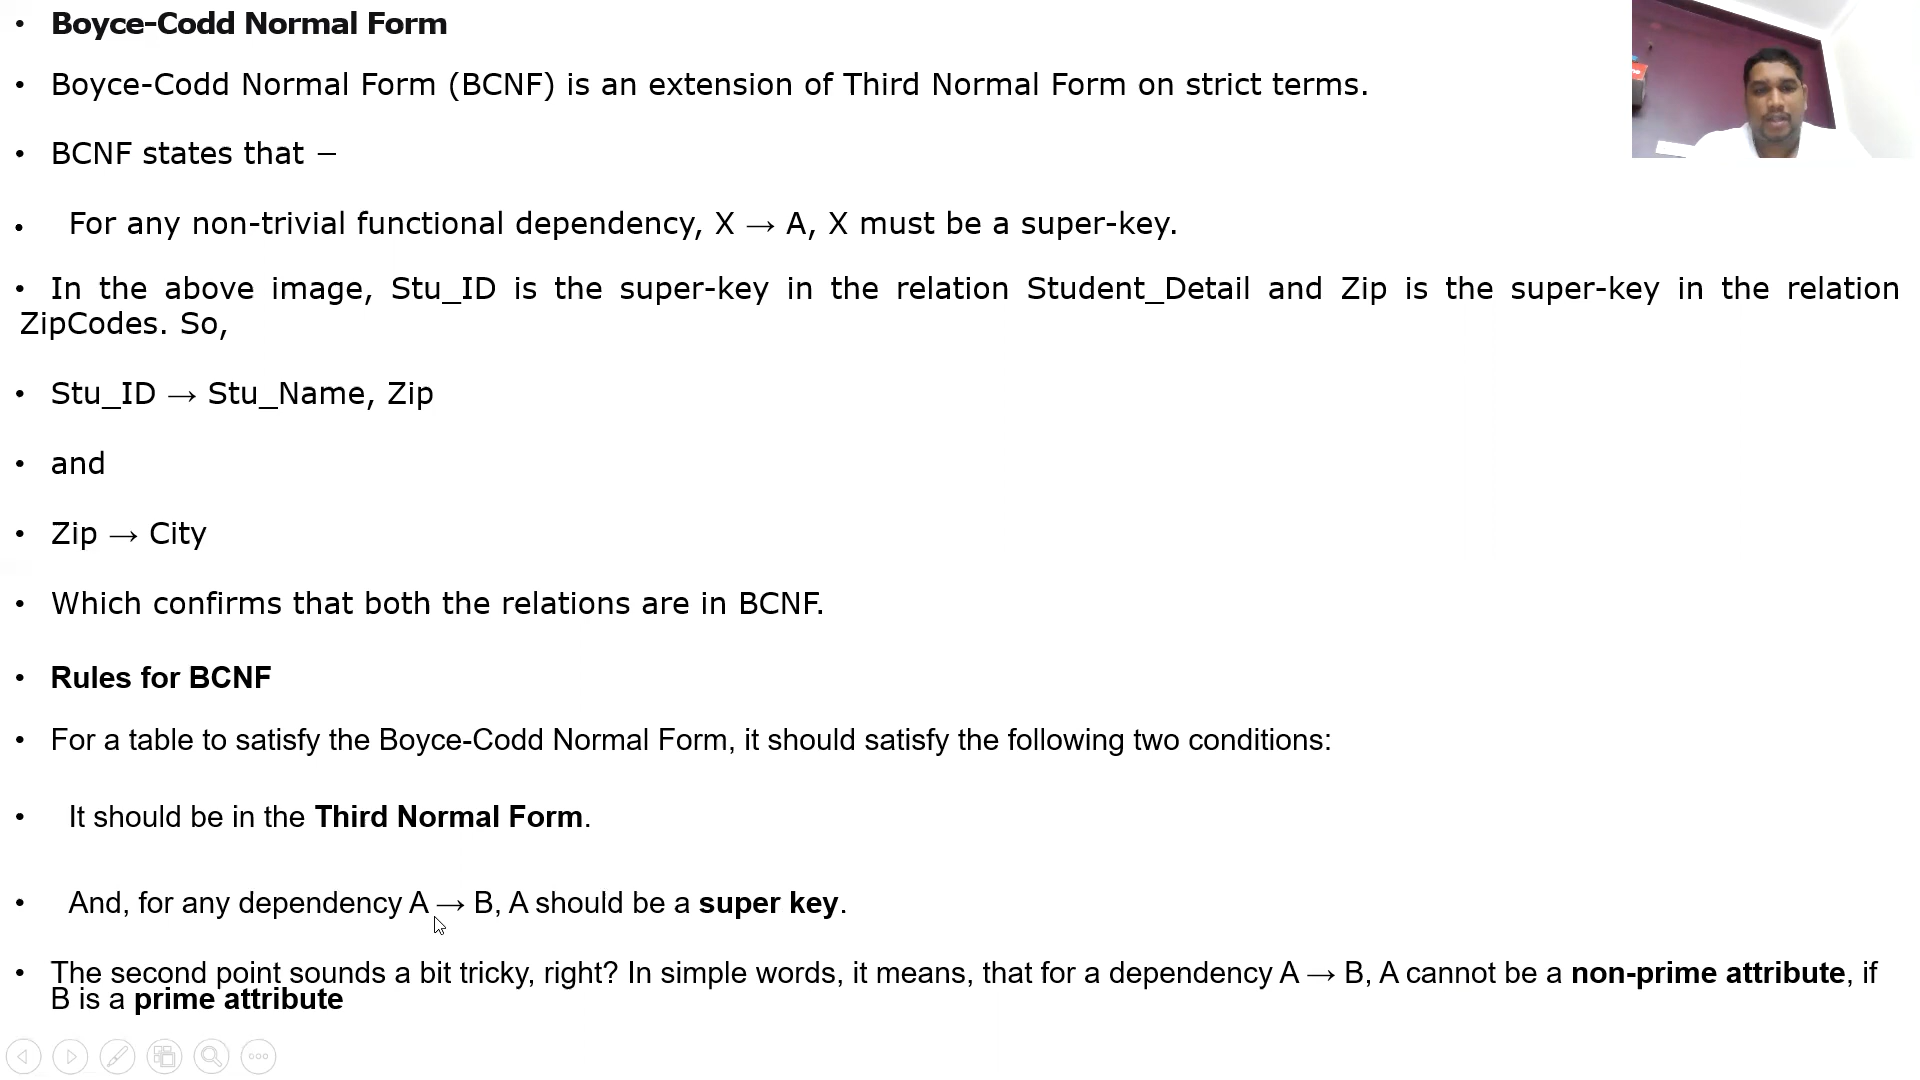 • Boyce-Codd Normal Form
• Boyce-Codd Normal Form (BCNF) is an extension of Third Normal Form on strict terms.
• BCNF states that −
• For any non-trivial functional dependency, X → A, X must be a super-key.
• In the above image, Stu_ID is the super-key in the relation Student_Detail and Zip is the super-key in the relation
ZipCodes. So,
• Stu_ID → Stu_Name, Zip
• and
• Zip → City
• Which confirms that both the relations are in BCNF.
• Rules for BCNF
• For a table to satisfy the Boyce-Codd Normal Form, it should satisfy the following two conditions:
• It should be in the Third Normal Form.
• And, for any dependency A → B, A should be a super key.
• The second point sounds a bit tricky, right? In simple words, it means, that for a dependency A → B, A cannot be a non-prime attribute, if
B is a prime attribute